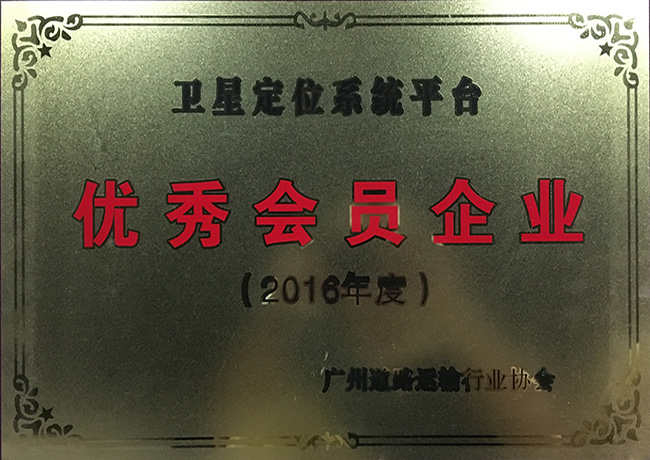 卫星定位系统平台
优秀会员企业
（2016年度）
广州道路运输行业协会